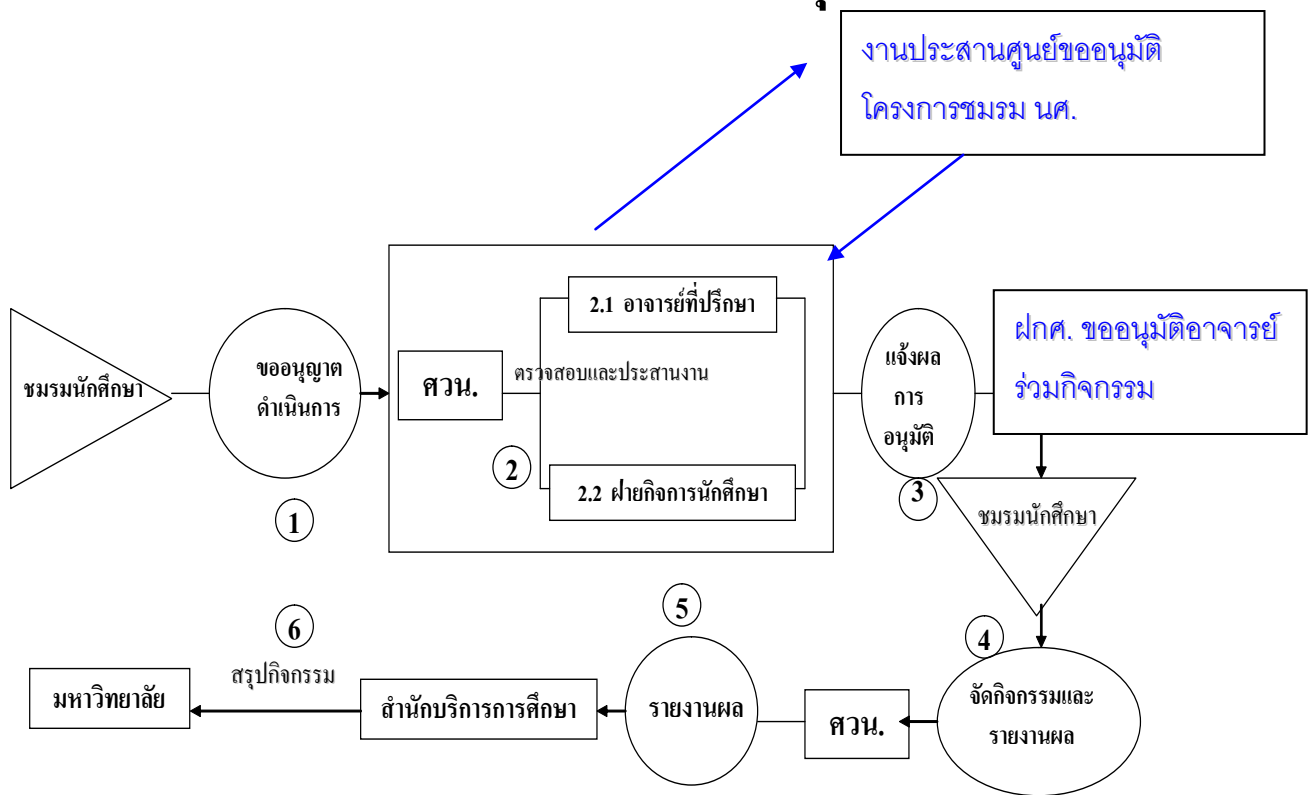 งานประสานศูนย์ขออนุมัติ
โครงการชมรม นศ.
2.1 อาจารย์ที่ปรึกษา
ชมรมนักศึกษา
ขออนุญาต
ดำเนินการ
ศวน.
ตรวจสอบและประสานงาน
แจ้งผล
การ
อนุมัติ
ฝกศ. ขออนุมัติอาจารย์
ร่วมกิจกรรม
2
2.2 ฝ่ายกิจการนักศึกษา
3
1
ชมรมนักศึกษา
5
6
4
สรุปกิจกรรม
มหาวิทยาลัย
สำนักบริการการศึกษา
รายงานผล
ศวน.
จัดกิจกรรมและ
รายงานผล